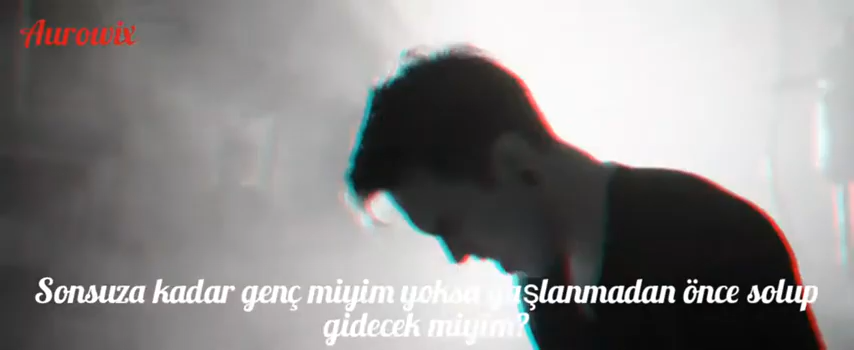 Aurowix
Sonsuza kadar genç miyim yoksa yaşlanmadan önce solup
gidecek miyim?